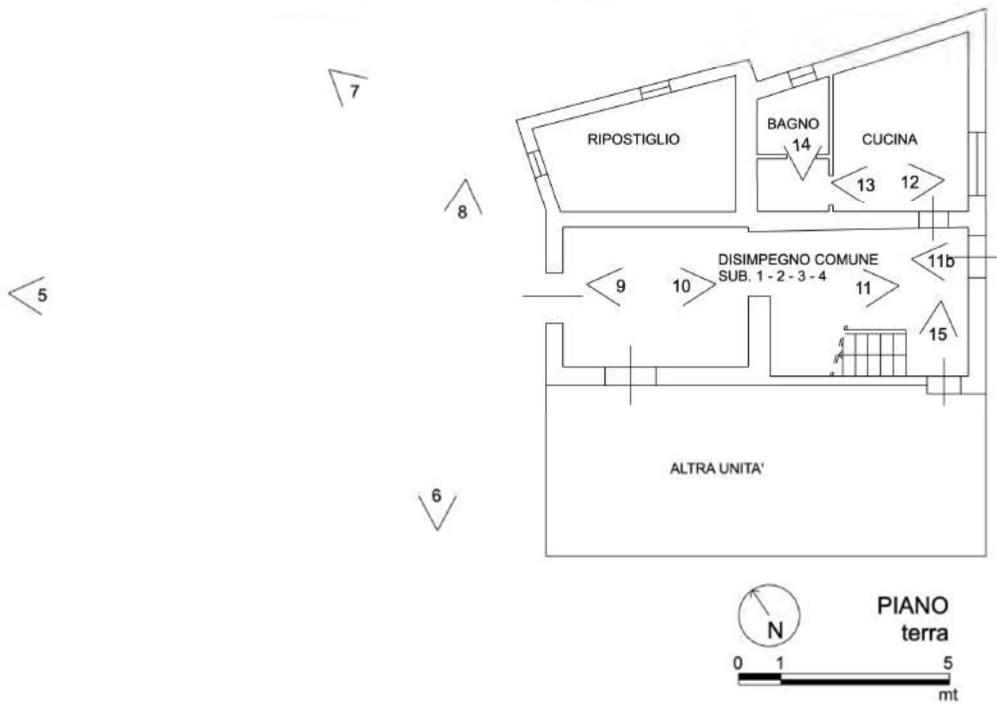 7
BAGNO
14
RIPOSTIGLIO
CUCINA
13
12
8
DISIMPEGNO COMUNE
SUB. 1 - 2 - 3 - 4
11b
5
9
10
11
15
ALTRA UNITA'
6
N
PIANO
terra
0 1 5
mt